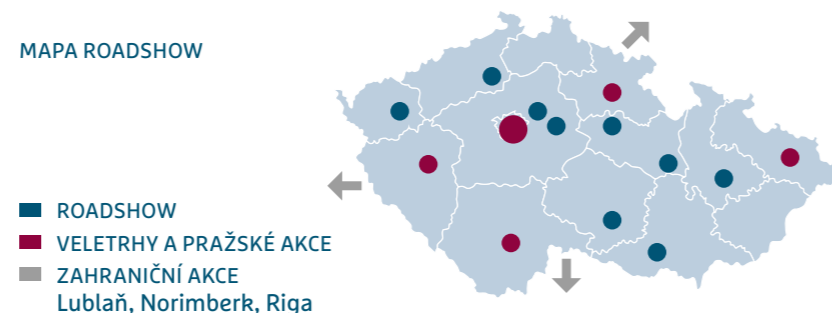 MAPA ROADSHOW
ROADSHOW
VELETRHY A PRAŽSKÉ AKCE
ZAHRANIČNÍ AKCE
Lublaň, Norimberk, Riga